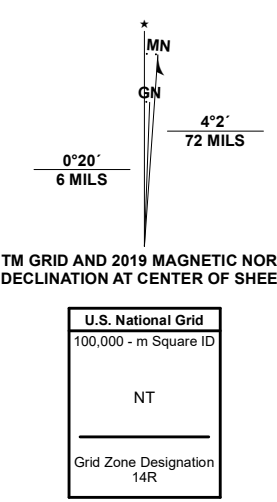 ★
MN
GN
4°2´
72 MILS
0°20´
6 MILS
TM GRID AND 2019 MAGNETIC NOR
DECLINATION AT CENTER OF SHEE
U.S. National Grid
100,000 - m Square ID
NT
Grid Zone Designation
14R